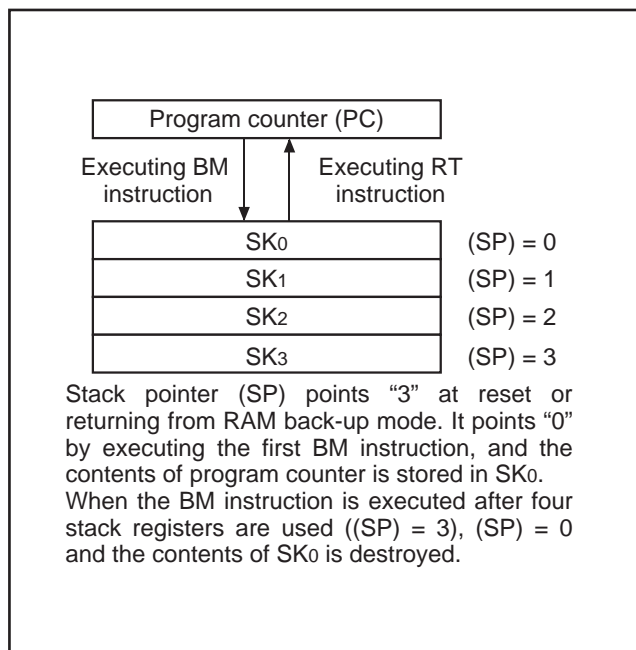 Program counter (PC)
Executing BM
instruction
Executing RT
instruction
SK0 (SP) = 0
SK1 (SP) = 1
SK2 (SP) = 2
SK3 (SP) = 3
Stack pointer (SP) points “3” at reset or
returning from RAM back-up mode. It points “0”
by executing the first BM instruction, and the
contents of program counter is stored in SK0.
When the BM instruction is executed after four
stack registers are used ((SP) = 3), (SP) = 0
and the contents of SK0 is destroyed.